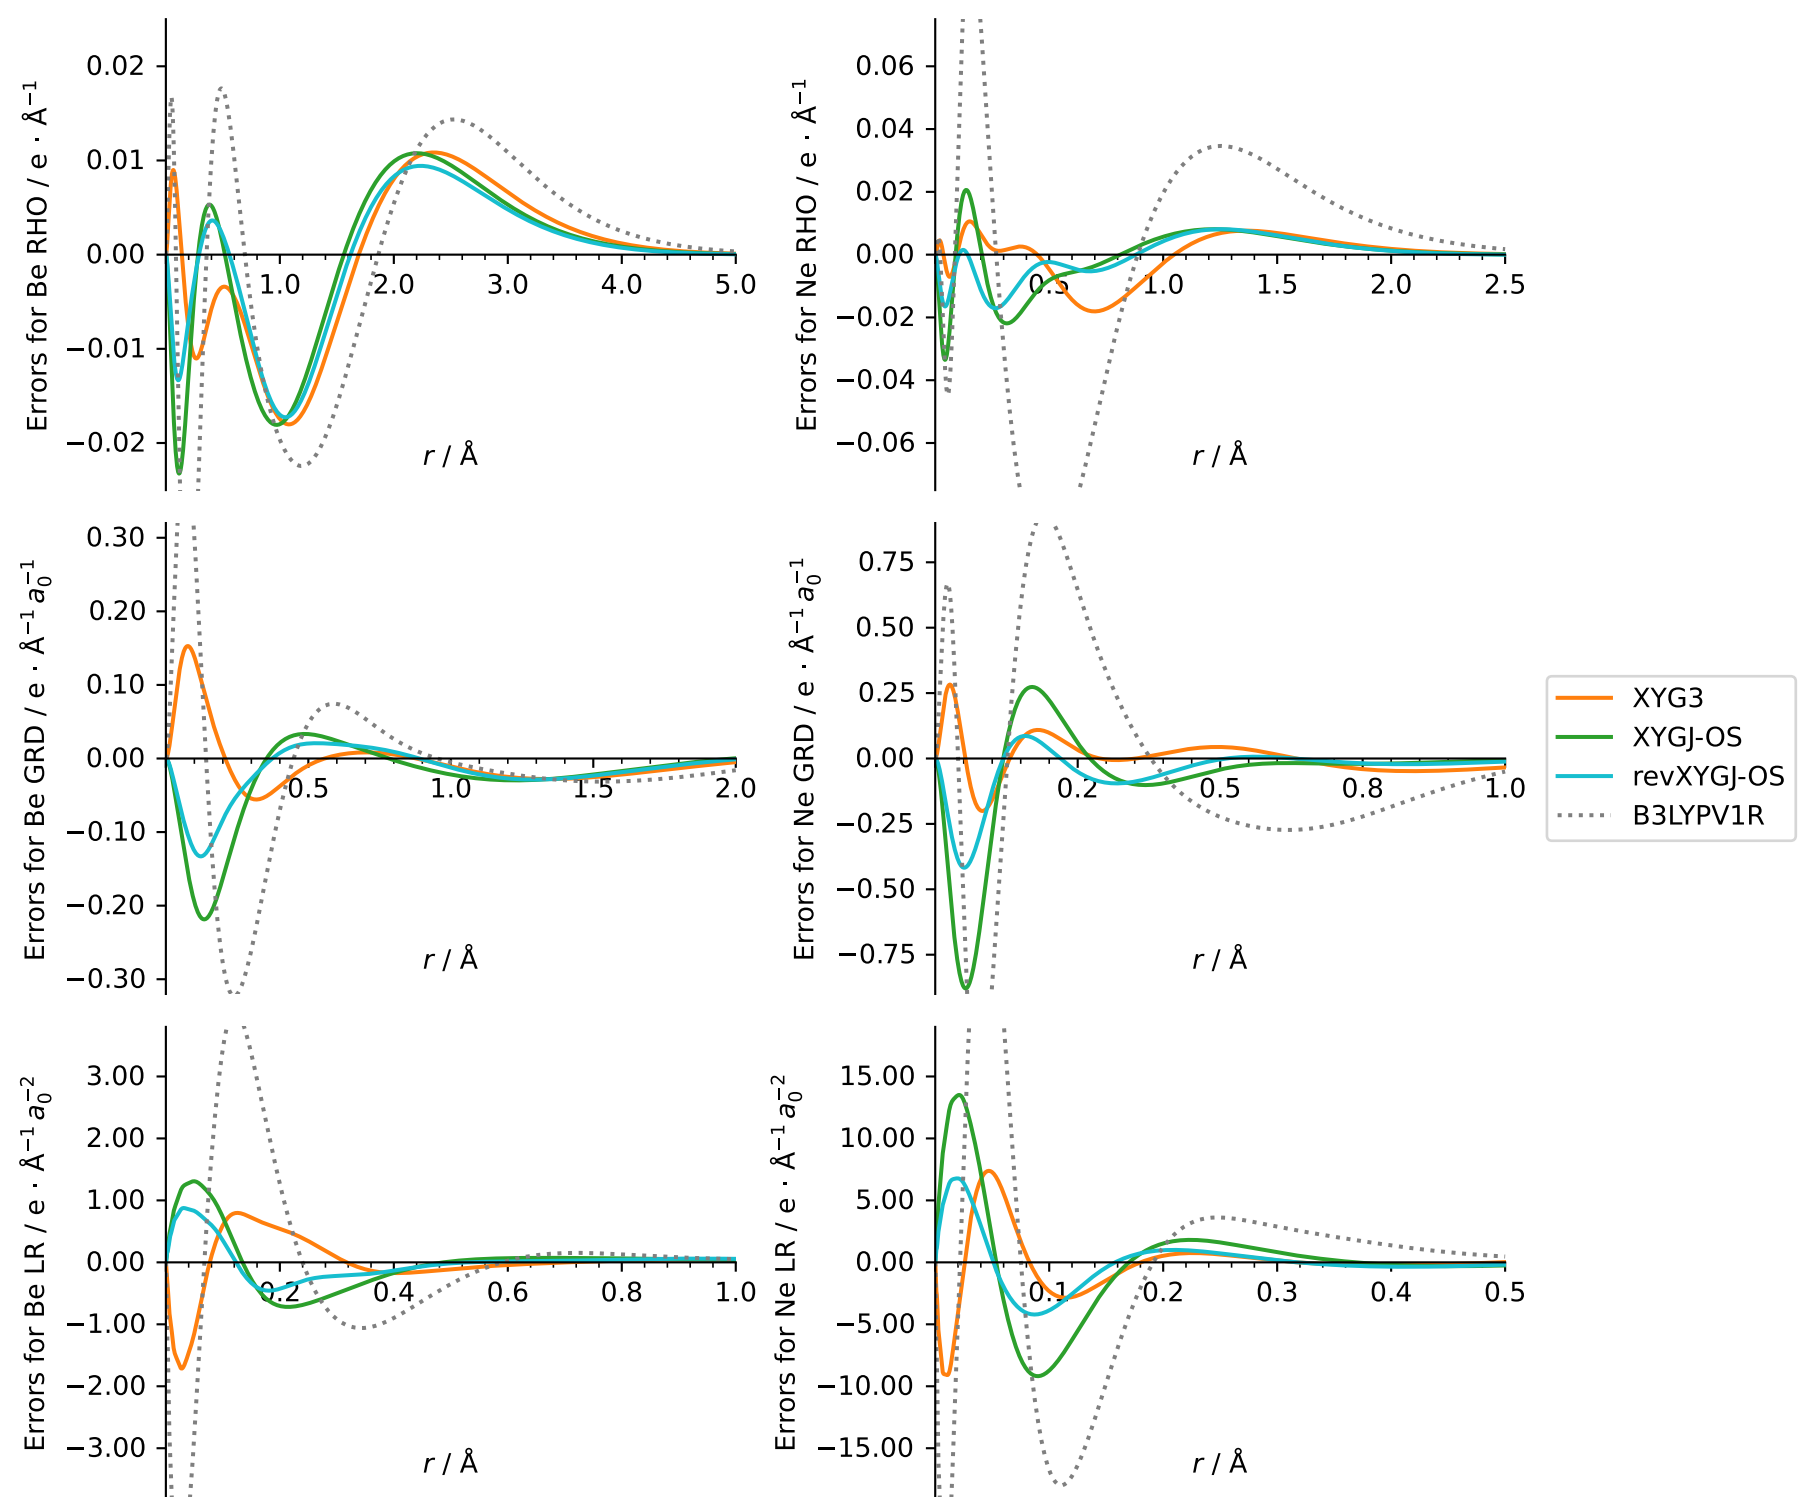 Errors for Be RHO / e · Å⁻¹
0.02
0.01
0.00
−0.01
−0.02
1.0 2.0 3.0 4.0 5.0
r / Å
Errors for Ne RHO / e · Å⁻¹
0.06
0.04
0.02
0.00
−0.02
−0.04
−0.06
0.5 1.0 1.5 2.0 2.5
r / Å
Errors for Be GRD / e · Å⁻¹ a₀⁻¹
0.30
0.20
0.10
0.00
−0.10
−0.20
−0.30
0.5 1.0 1.5 2.0
r / Å
Errors for Ne GRD / e · Å⁻¹ a₀⁻¹
0.75
0.50
0.25
0.00
−0.25
−0.50
−0.75
0.2 0.5 0.8 1.0
r / Å
XYG3
XYGJ-OS
revXYGJ-OS
B3LYPV1R
Errors for Be LR / e · Å⁻¹ a₀⁻²
3.00
2.00
1.00
0.00
−1.00
−2.00
−3.00
0.2 0.4 0.6 0.8 1.0
r / Å
Errors for Ne LR / e · Å⁻¹ a₀⁻²
15.00
10.00
5.00
0.00
−5.00
−10.00
−15.00
0.1 0.2 0.3 0.4 0.5
r / Å